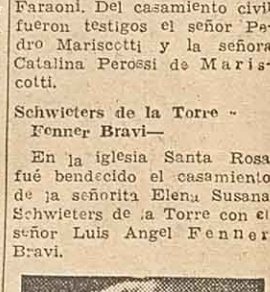 Faraoni. Del casamiento civil
fueron testigos el señor Pe-
dro Mariscotti y la señora
Catalina Perossi de Maris-
cotti.
Schwieters de la Torre -
Fenner Bravi—
En la iglesia Santa Rosa
fué bendecido el casamiento
de la señorita Elena Susana
Schwieters de la Torre con el
señor Luis Angel Fenner
Bravi.